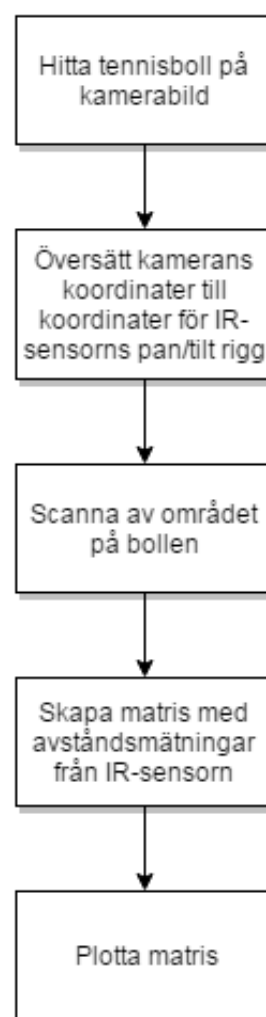 Hitta tennisboll på
kamerabild
Översätt kamerans
koordinater till
koordinater för IR-
sensorns pan/tilt rigg
Scanna av området
på bollen
Skapa matris med
avståndsmätningar
från IR-sensorn
Plotta matris